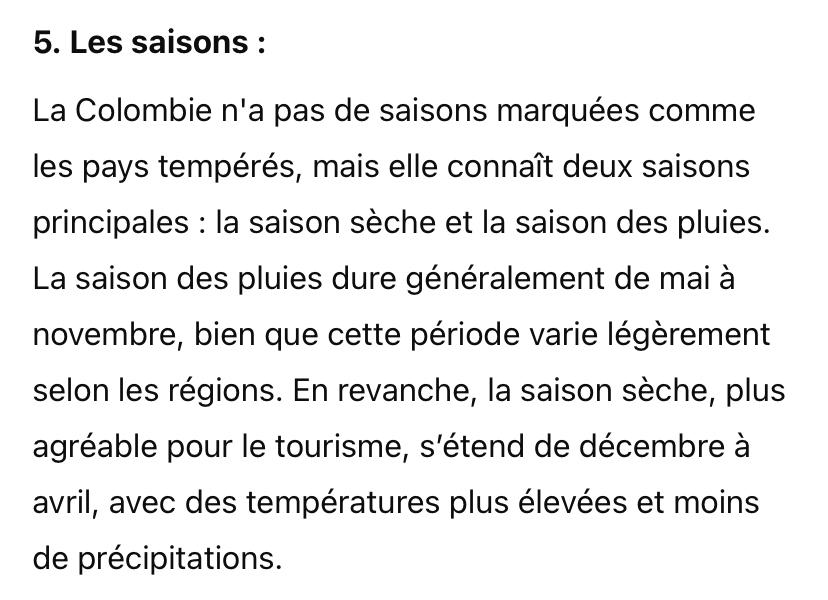 5. Les saisons :
La Colombie n'a pas de saisons marquées comme
les pays tempérés, mais elle connaît deux saisons
principales : la saison sèche et la saison des pluies.
La saison des pluies dure généralement de mai à
novembre, bien que cette période varie légèrement
selon les régions. En revanche, la saison sèche, plus
agréable pour le tourisme, s’étend de décembre à
avril, avec des températures plus élevées et moins
de précipitations.